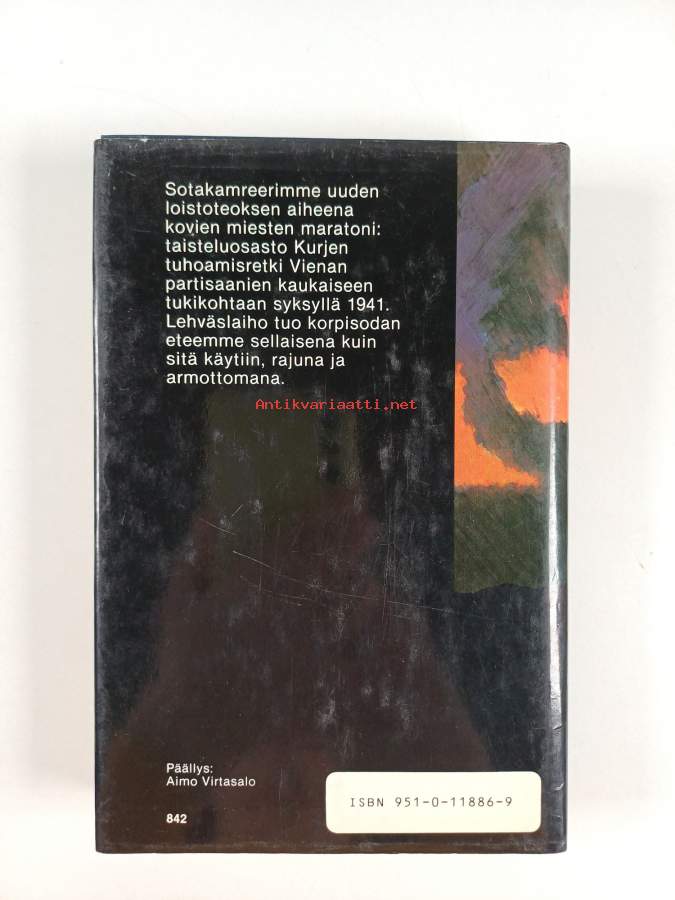 Sotakamreerimme uuden
loistoteoksen aiheena
kovien miesten maratoni:
taisteluosasto Kurjen
tuhoamisretki Vienan
partisaanien kaukaiseen
tukikohtaan syksyllä 1941.
Lehväslaiho tuo korpisodan
eteemme sellaisena kuin
sitä käytiin, rajuna ja
armottomana.
Antikvariaatti.net
Päällys:
Aimo Virtasalo
842
ISBN 951-0-11886-9